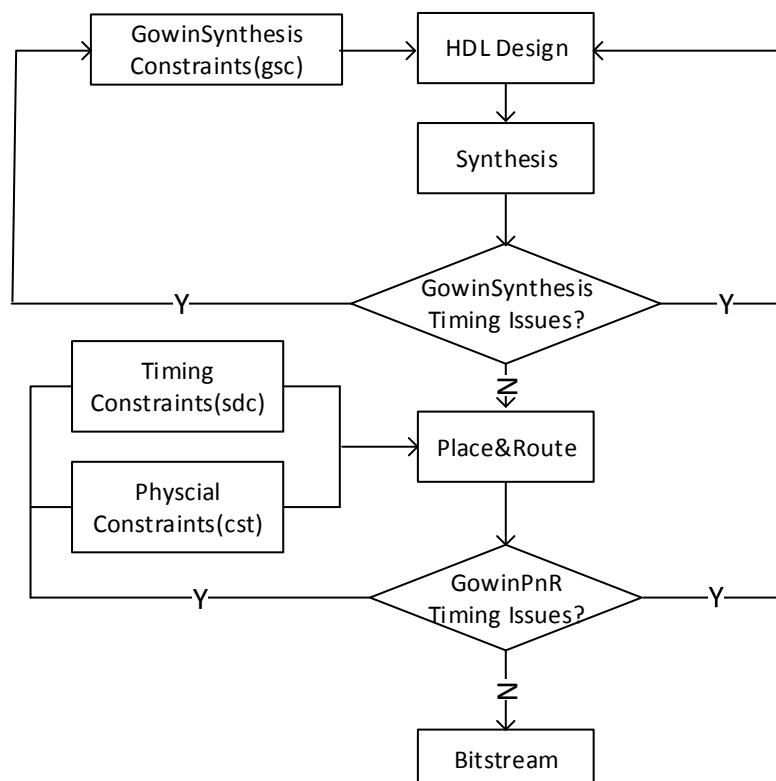 GowinSynthesis
Constraints(gsc)
HDL Design
Synthesis
GowinSynthesis
Timing Issues?
Y
Y
N
Timing
Constraints(sdc)
Place&Route
Physcial
Constraints(cst)
GowinPnR
Timing Issues?
Y
Y
N
Bitstream